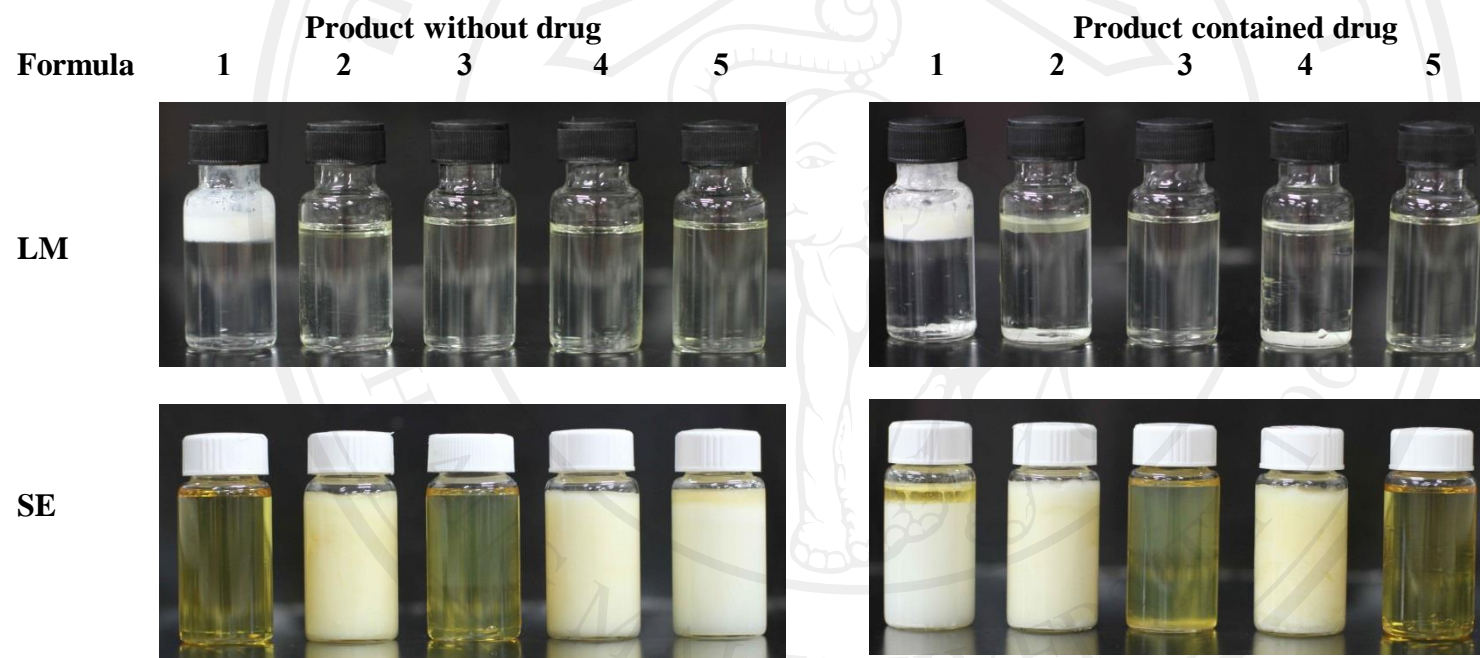 Product without drug
Product contained drug
Formula 1 2 3 4 5 1 2 3 4 5
LM
SE